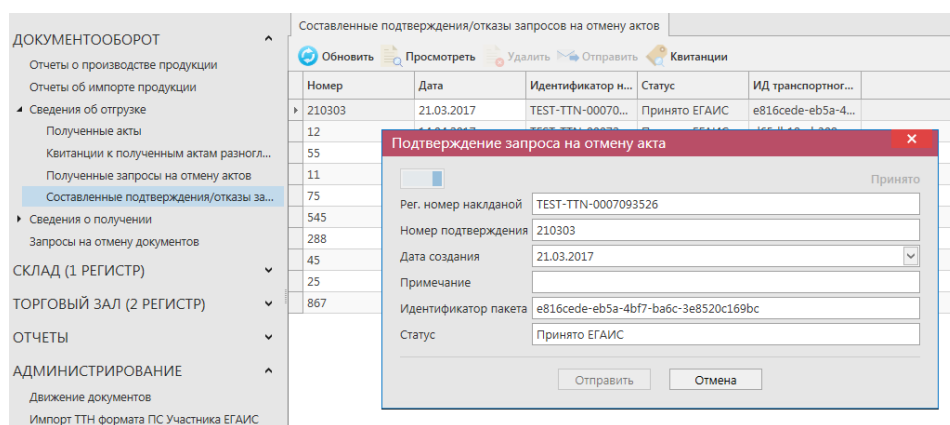 ДОКУМЕНТООБОРОТ
Отчеты о производстве продукции
Отчеты об импорте продукции
Сведения об отгрузке
Полученные акты
Квитанции к полученным актам разногл...
Полученные запросы на отмену актов
Составленные подтверждения/отказы за...
Сведения о получении
Запросы на отмену документов
СКЛАД (1 РЕГИСТР)
ТОРГОВЫЙ ЗАЛ (2 РЕГИСТР)
ОТЧЕТЫ
АДМИНИСТРИРОВАНИЕ
Движение документов
Импорт ТТН формата ПС Участника ЕГАИС
Составленные подтверждения/отказы запросов на отмену актов
Обновить Просмотреть Удалить Отправить Квитанции
Номер Дата Идентификатор н... Статус ИД транспортног...
210303 21.03.2017 TEST-TTN-00070... Принято ЕГАИС e816cede-eb5a-4...
12
55
11
75
545
288
45
25
867
Подтверждение запроса на отмену акта
Принято
Рег. номер накладной TEST-TTN-0007093526
Номер подтверждения 210303
Дата создания 21.03.2017
Примечание
Идентификатор пакета e816cede-eb5a-4bf7-ba6c-3e8520c169bc
Статус Принято ЕГАИС
Отправить Отмена